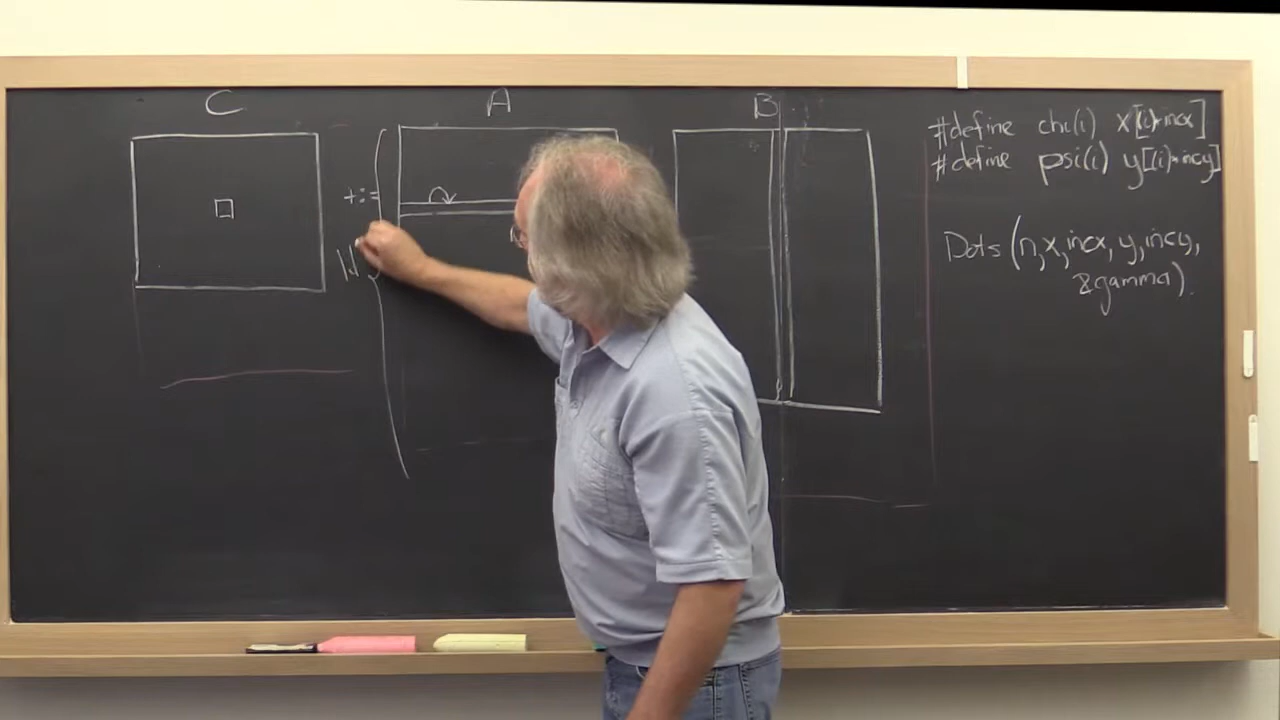 C
A
B
+:=
#define chi(i) x[(i)*incx]
#define psi(i) y[(i)*incy]
Dots (n,x,incx, y,incy,
&gamma).